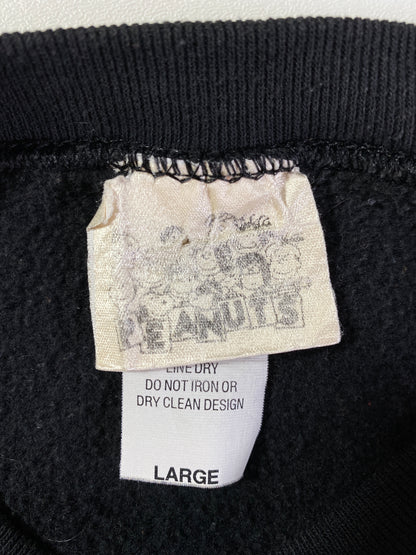 PEANUTS
LINE DRY
DO NOT IRON OR
DRY CLEAN DESIGN
LARGE